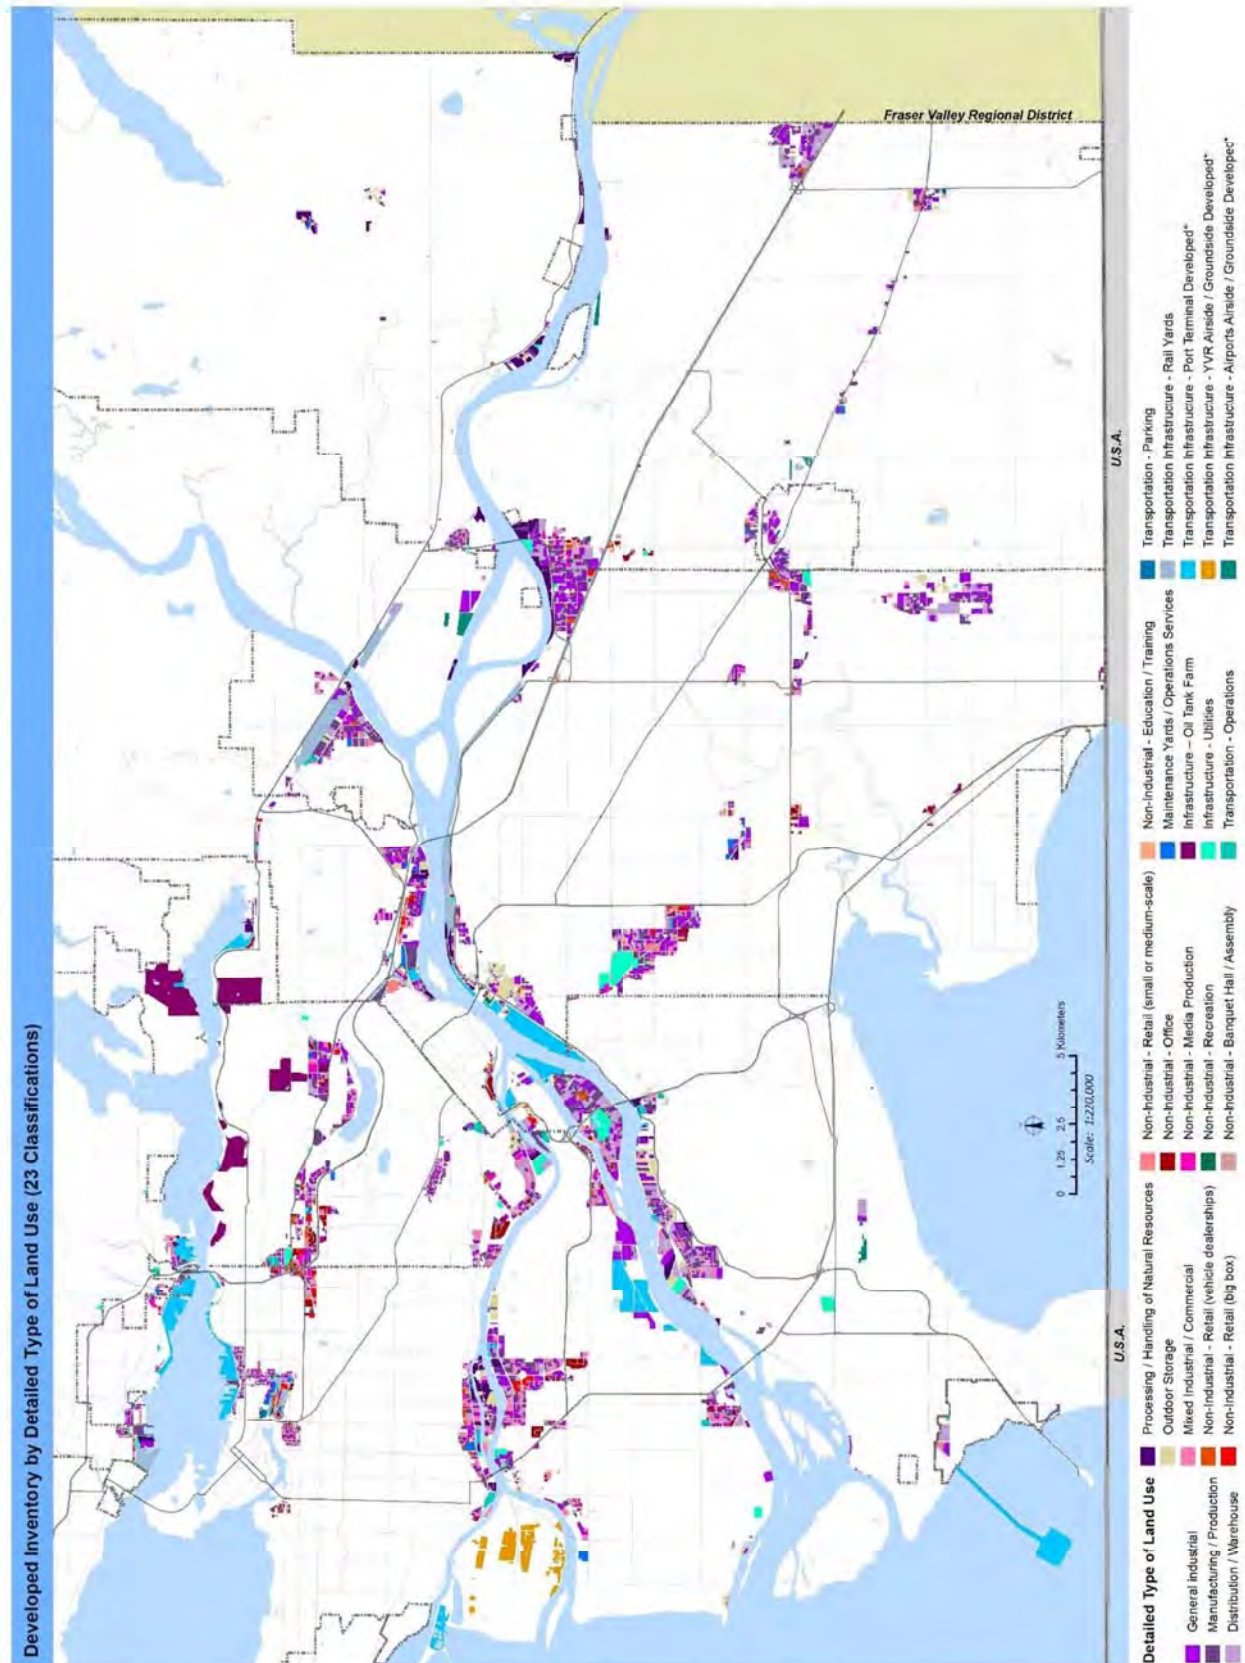 Developed Inventory by Detailed Type of Land Use (23 Classifications)
Fraser Valley Regional District
U.S.A.
U.S.A.
0 1.25 2.5 5 Kilometers
Scale: 1:220,000
Detailed Type of Land Use
General industrial
Manufacturing / Production
Distribution / Warehouse
Processing / Handling of Natural Resources
Outdoor Storage
Mixed Industrial / Commercial
Non-Industrial - Retail (vehicle dealerships)
Non-Industrial - Retail (big box)
Non-Industrial - Retail (small or medium-scale)
Non-Industrial - Office
Non-Industrial - Media Production
Non-Industrial - Recreation
Non-Industrial - Banquet Hall / Assembly
Non-Industrial - Education / Training
Maintenance Yards / Operations Services
Infrastructure – Oil Tank Farm
Infrastructure - Utilities
Transportation - Operations
Transportation - Parking
Transportation Infrastructure - Rail Yards
Transportation Infrastructure - Port Terminal Developed*
Transportation Infrastructure - YVR Airside / Groundside Developed*
Transportation Infrastructure - Airports Airside / Groundside Developec*